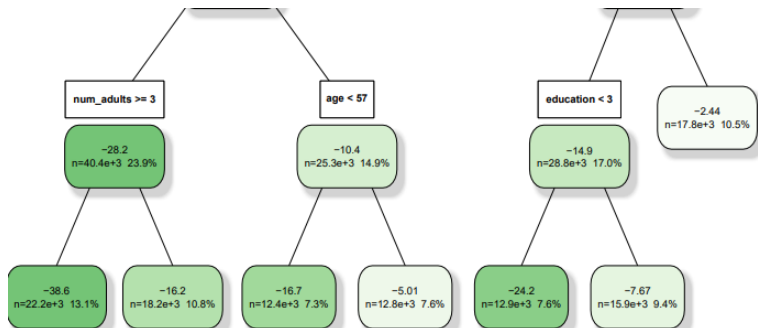 num_adults >= 3
age < 57
education < 3
−2.44
n=17.8e+3 10.5%
−28.2
n=40.4e+3 23.9%
−10.4
n=25.3e+3 14.9%
−14.9
n=28.8e+3 17.0%
−38.6
n=22.2e+3 13.1%
−16.2
n=18.2e+3 10.8%
−16.7
n=12.4e+3 7.3%
−5.01
n=12.8e+3 7.6%
−24.2
n=12.9e+3 7.6%
−7.67
n=15.9e+3 9.4%